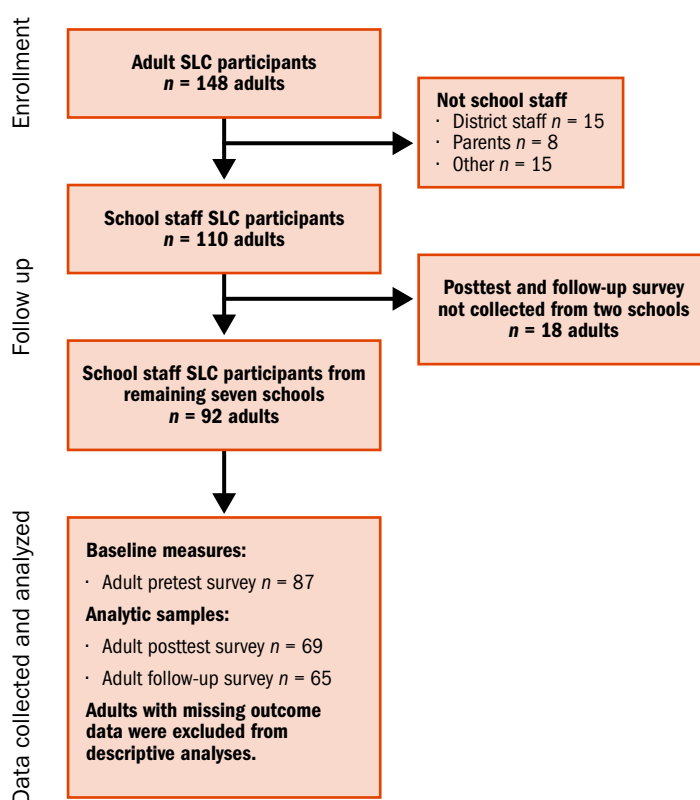 Enrollment
Adult SLC participants
n = 148 adults
Not school staff
· District staff n = 15
· Parents n = 8
· Other n = 15
School staff SLC participants
n = 110 adults
Follow up
Posttest and follow-up survey
not collected from two schools
n = 18 adults
School staff SLC participants from
remaining seven schools
n = 92 adults
Data collected and analyzed
Baseline measures:
· Adult pretest survey n = 87
Analytic samples:
· Adult posttest survey n = 69
· Adult follow-up survey n = 65
Adults with missing outcome
data were excluded from
descriptive analyses.